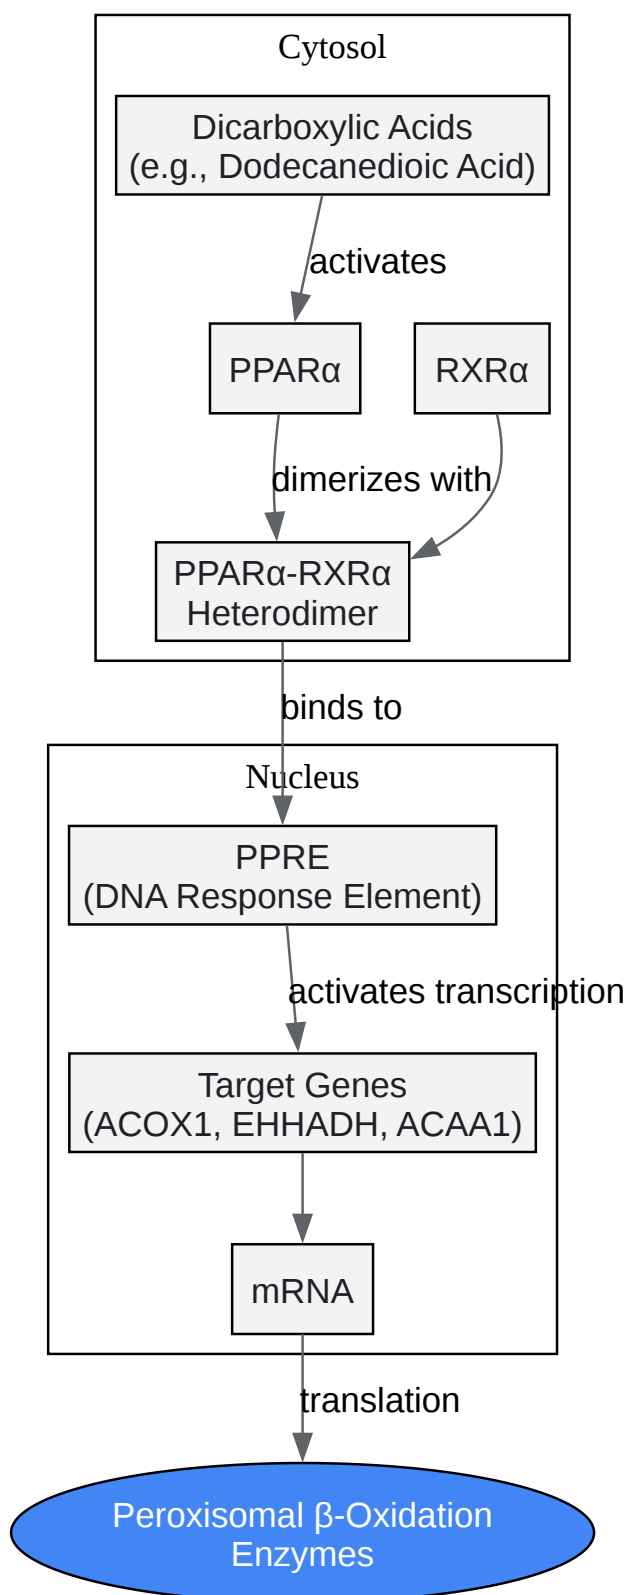 Cytosol
Dicarboxylic Acids
(e.g., Dodecanedioic Acid)
activates
PPARα
RXRα
dimerizes with
PPARα-RXRα
Heterodimer
binds to
Nucleus
PPRE
(DNA Response Element)
activates transcription
Target Genes
(ACOX1, EHHADH, ACAA1)
mRNA
translation
Peroxisomal β-Oxidation
Enzymes